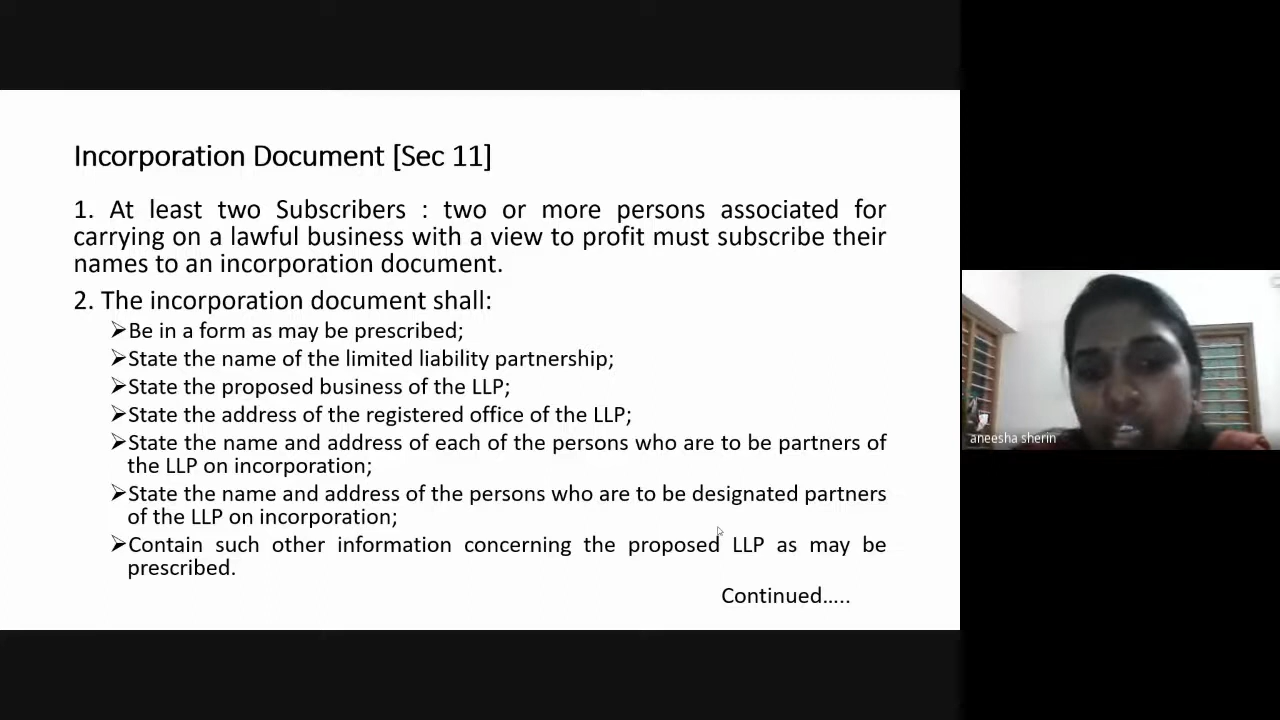 Incorporation Document [Sec 11]
1. At least two Subscribers : two or more persons associated for
carrying on a lawful business with a view to profit must subscribe their
names to an incorporation document.
2. The incorporation document shall:
➢Be in a form as may be prescribed;
➢State the name of the limited liability partnership;
➢State the proposed business of the LLP;
➢State the address of the registered office of the LLP;
➢State the name and address of each of the persons who are to be partners of
the LLP on incorporation;
➢State the name and address of the persons who are to be designated partners
of the LLP on incorporation;
➢Contain such other information concerning the proposed LLP as may be
prescribed.
Continued…..
aneesha sherin